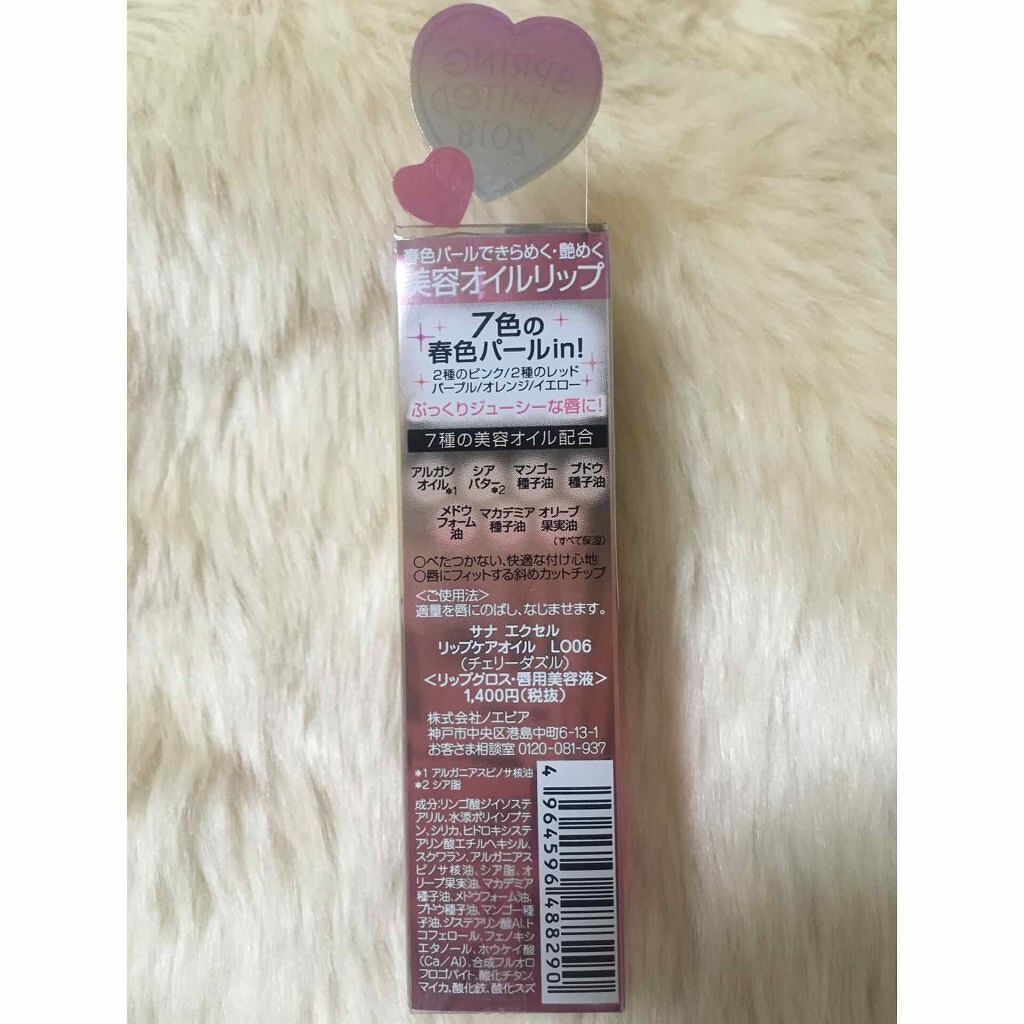 SPRING
LIMITED
2018
春色パールできらめく・艶めく
美容オイルリップ
7色の
春色パールin!
2種のピンク/2種のレッド
パープル/オレンジ/イエロー
ぷっくりジューシーな唇に!
7種の美容オイル配合
アルガン オイル*1 シア バター*2 マンゴー 種子油 ブドウ 種子油
メドウ フォーム 油 マカデミア 種子油 オリーブ 果実油
(すべて保湿)
○べたつかない、快適な付け心地
○唇にフィットする斜めカットチップ
<ご使用法>
適量を唇にのばし、なじませます。
サナ エクセル
リップケアオイル LO06
(チェリーダズル)
<リップグロス・唇用美容液>
1,400円(税抜)
株式会社ノエビア
神戸市中央区港島中町6-13-1
お客さま相談室 0120-081-937
*1 アルガニアスピノサ核油
*2 シア脂
成分:リンゴ酸ジイソステ
アリル、水添ポリイソブテ
ン、シリカ、ヒドロキシステ
アリン酸エチルヘキシル、
スクワラン、アルガニアス
ピノサ核油、シア脂、オ
リーブ果実油、マカデミア
種子油、メドウフォーム油、
ブドウ種子油、マンゴー種
子油、ジステアリン酸Al、ト
コフェロール、フェノキシ
エタノール、ホウケイ酸
(Ca/Al)、合成フルオロ
フロゴパイト、酸化チタン、
マイカ、酸化鉄、酸化スズ
4 964596 488290